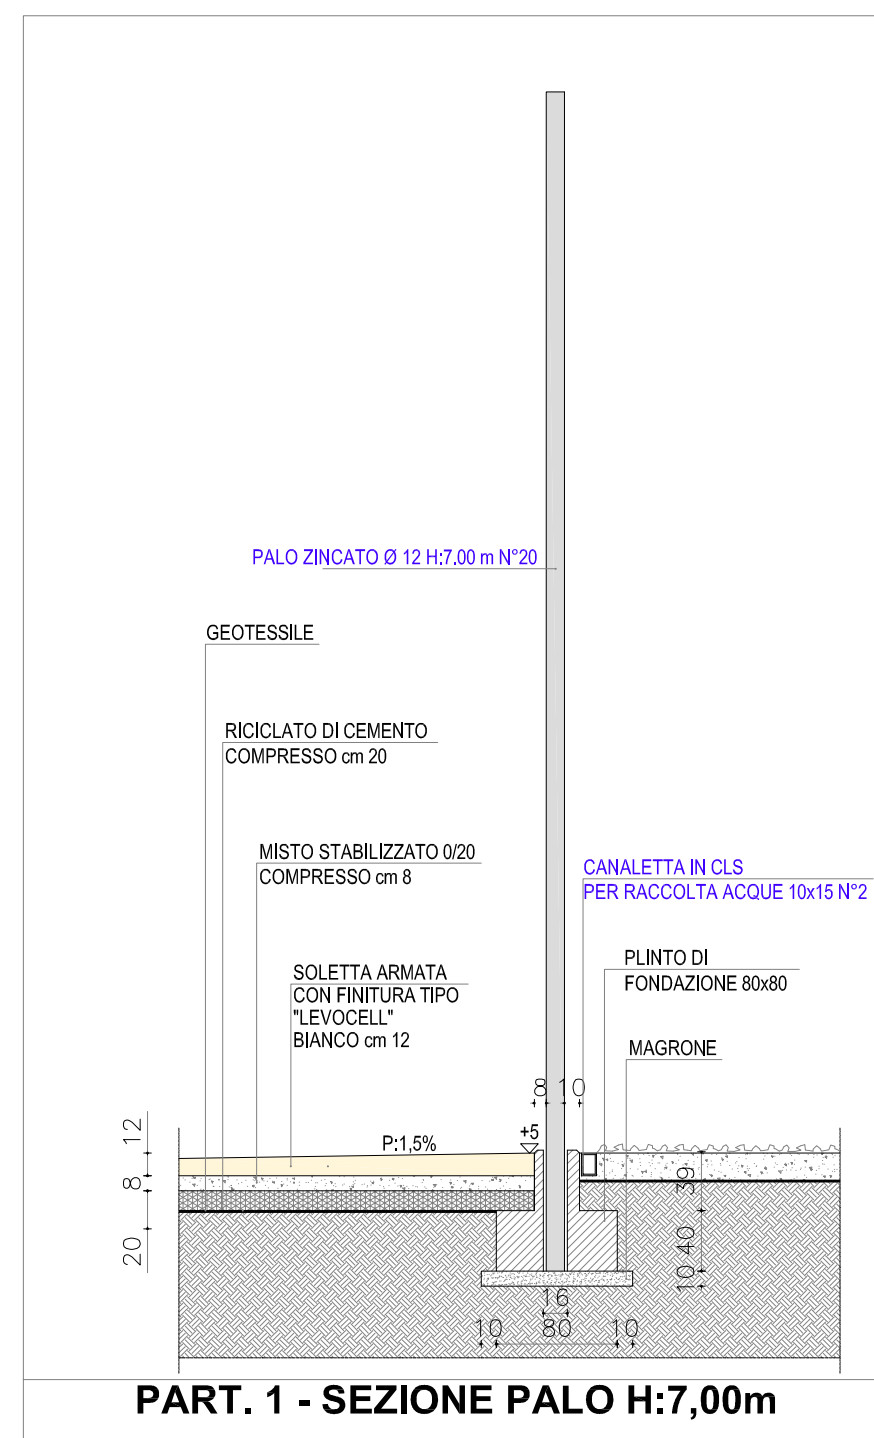 PALO ZINCATO Ø 12 H:7.00 m N°20
GEOTESSILE
RICICLATO DI CEMENTO
COMPRESSO cm 20
MISTO STABILIZZATO 0/20
COMPRESSO cm 8
CANALETTA IN CLS
PER RACCOLTA ACQUE 10x15 N°2
SOLETTA ARMATA
CON FINITURA TIPO
"LEVOCELL"
BIANCO cm 12
PLINTO DI
FONDAZIONE 80x80
MAGRONE
8 10
12
+5
P:1,5%
8
39
20
40
10
16
10 80 10
PART. 1 - SEZIONE PALO H:7,00m